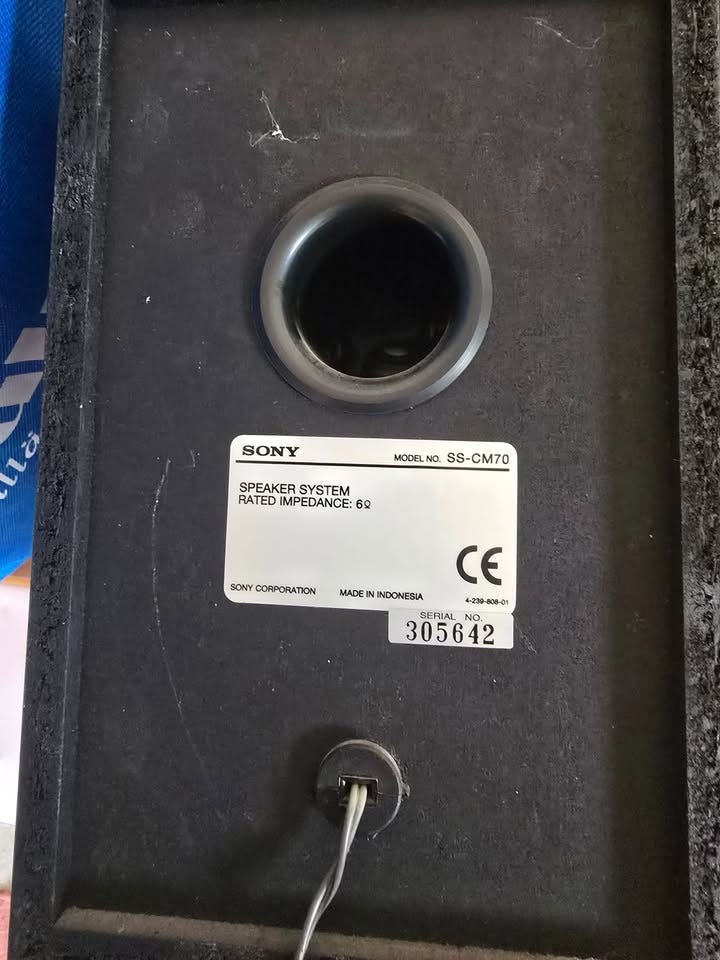 SONY
MODEL NO. SS-CM70
SPEAKER SYSTEM
RATED IMPEDANCE: 6Ω
CE
SONY CORPORATION MADE IN INDONESIA 4-239-808-01
SERIAL NO.
305642